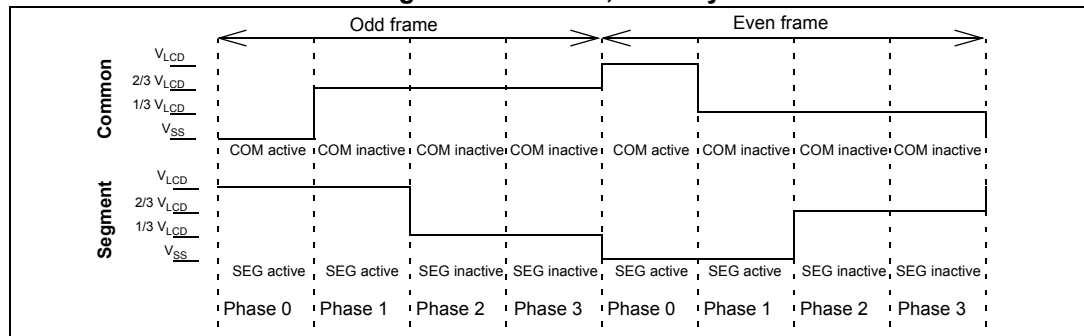 Odd frame Even frame
Common
VLCD
2/3 VLCD
1/3 VLCD
VSS
COM active COM inactive COM inactive COM inactive COM active COM inactive COM inactive COM inactive
Segment
VLCD
2/3 VLCD
1/3 VLCD
VSS
SEG active SEG active SEG inactive SEG inactive SEG active SEG active SEG inactive SEG inactive
Phase 0 Phase 1 Phase 2 Phase 3 Phase 0 Phase 1 Phase 2 Phase 3